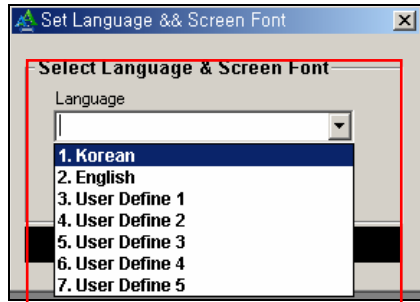 Set Language && Screen Font
Select Language & Screen Font
Language
1. Korean
2. English
3. User Define 1
4. User Define 2
5. User Define 3
6. User Define 4
7. User Define 5